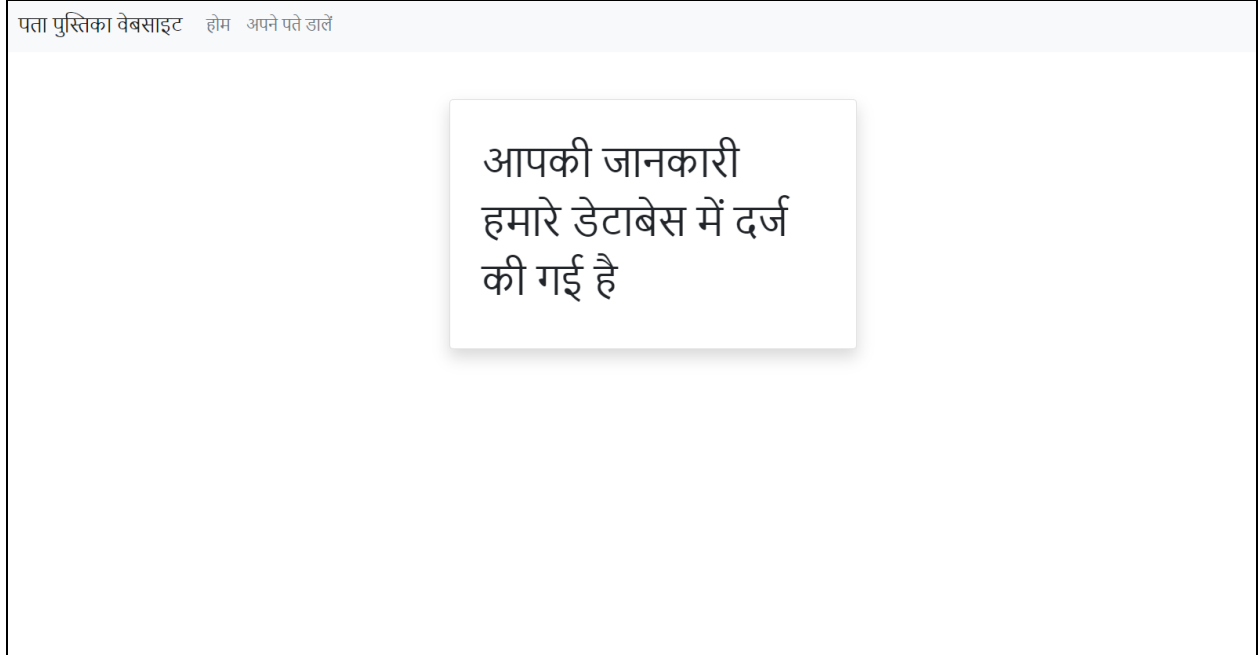 पता पुस्तिका वेबसाइट होम अपने पते डालें
आपकी जानकारी
हमारे डेटाबेस में दर्ज
की गई है